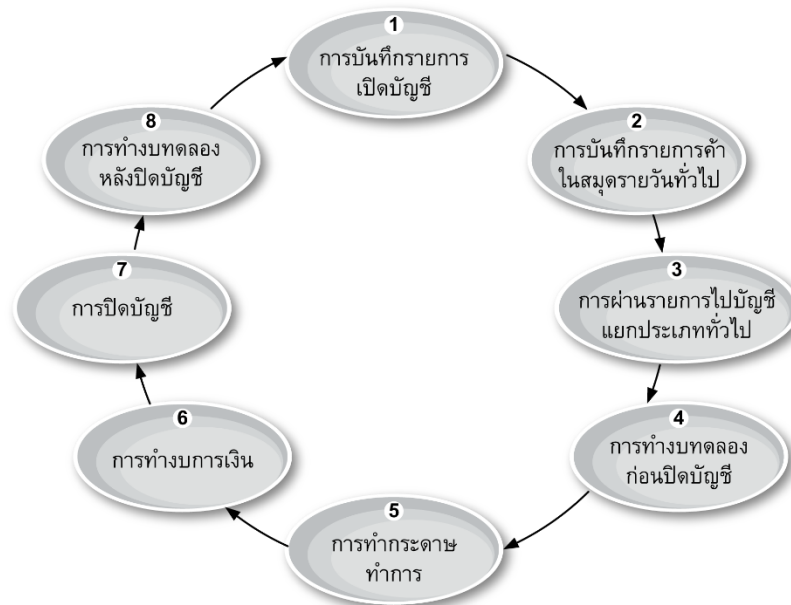 1
การบันทึกรายการ
เปิดบัญชี
2
การบันทึกรายการค้า
ในสมุดรายวันทั่วไป
3
การผ่านรายการไปบัญชี
แยกประเภททั่วไป
4
การทำงบทดลอง
ก่อนปิดบัญชี
5
การทำกระดาษ
ทำการ
6
การทำงบการเงิน
7
การปิดบัญชี
8
การทำงบทดลอง
หลังปิดบัญชี